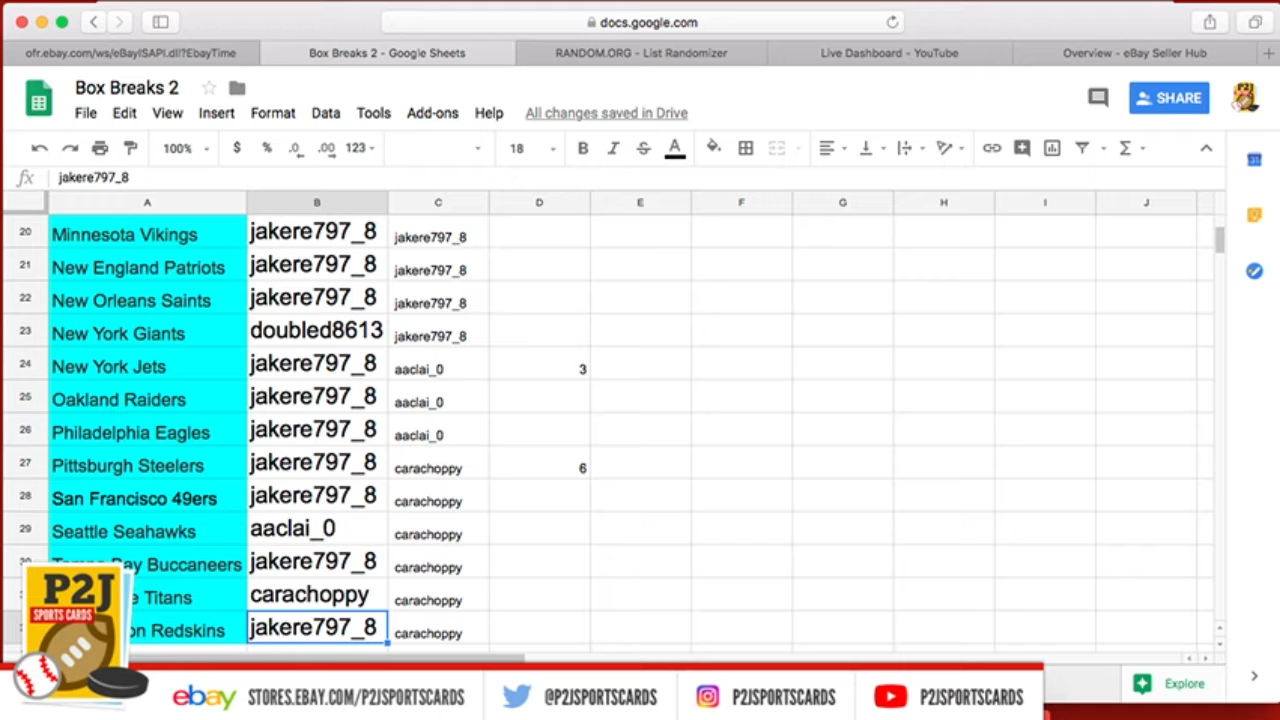 docs.google.com
ofr.ebay.com/ws/eBayISAPI.dll?EbayTime
Box Breaks 2 - Google Sheets
RANDOM.ORG - List Randomizer
Live Dashboard - YouTube
Overview - eBay Seller Hub
Box Breaks 2
SHARE
File Edit View Insert Format Data Tools Add-ons Help All changes saved in Drive
100% $ % .0 .00 123 18 B I S A
fx jakere797_8
A B C D E F G H I J
20 Minnesota Vikings jakere797_8 jakere797_8
21 New England Patriots jakere797_8 jakere797_8
22 New Orleans Saints jakere797_8 jakere797_8
23 New York Giants doubled8613 jakere797_8
24 New York Jets jakere797_8 aaclai_0 3
25 Oakland Raiders jakere797_8 aaclai_0
26 Philadelphia Eagles jakere797_8 aaclai_0
27 Pittsburgh Steelers jakere797_8 carachoppy 6
28 San Francisco 49ers jakere797_8 carachoppy
29 Seattle Seahawks aaclai_0 carachoppy
Bay Buccaneers jakere797_8 carachoppy
Titans carachoppy carachoppy
on Redskins jakere797_8 carachoppy
P2J
SPORTS CARDS
Explore
ebay STORES.EBAY.COM/P2JSPORTSCARDS @P2JSPORTSCARDS P2JSPORTSCARDS P2JSPORTSCARDS